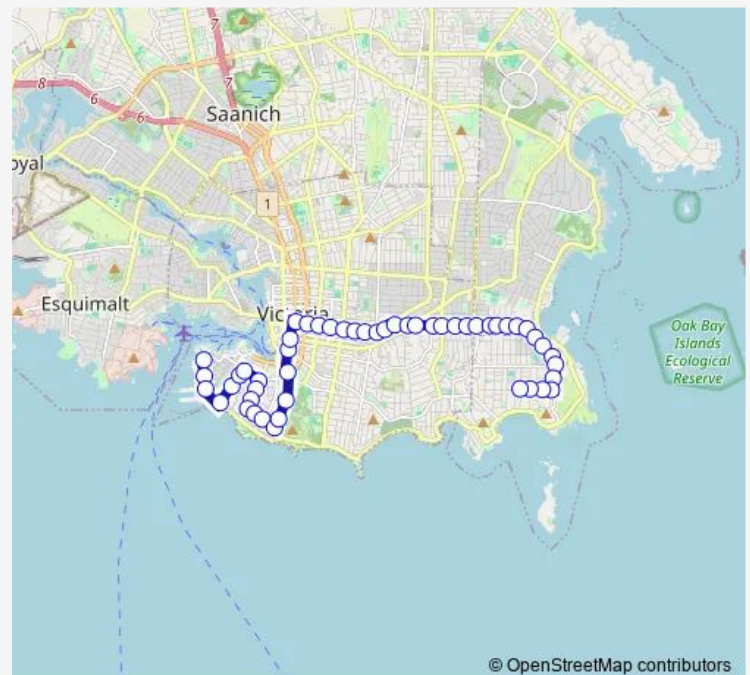 7
7
8
6
6
Saanich
oyal
1
Esquimalt
Victoria
Oak Bay
Islands
Ecological
Reserve
© OpenStreetMap contributors